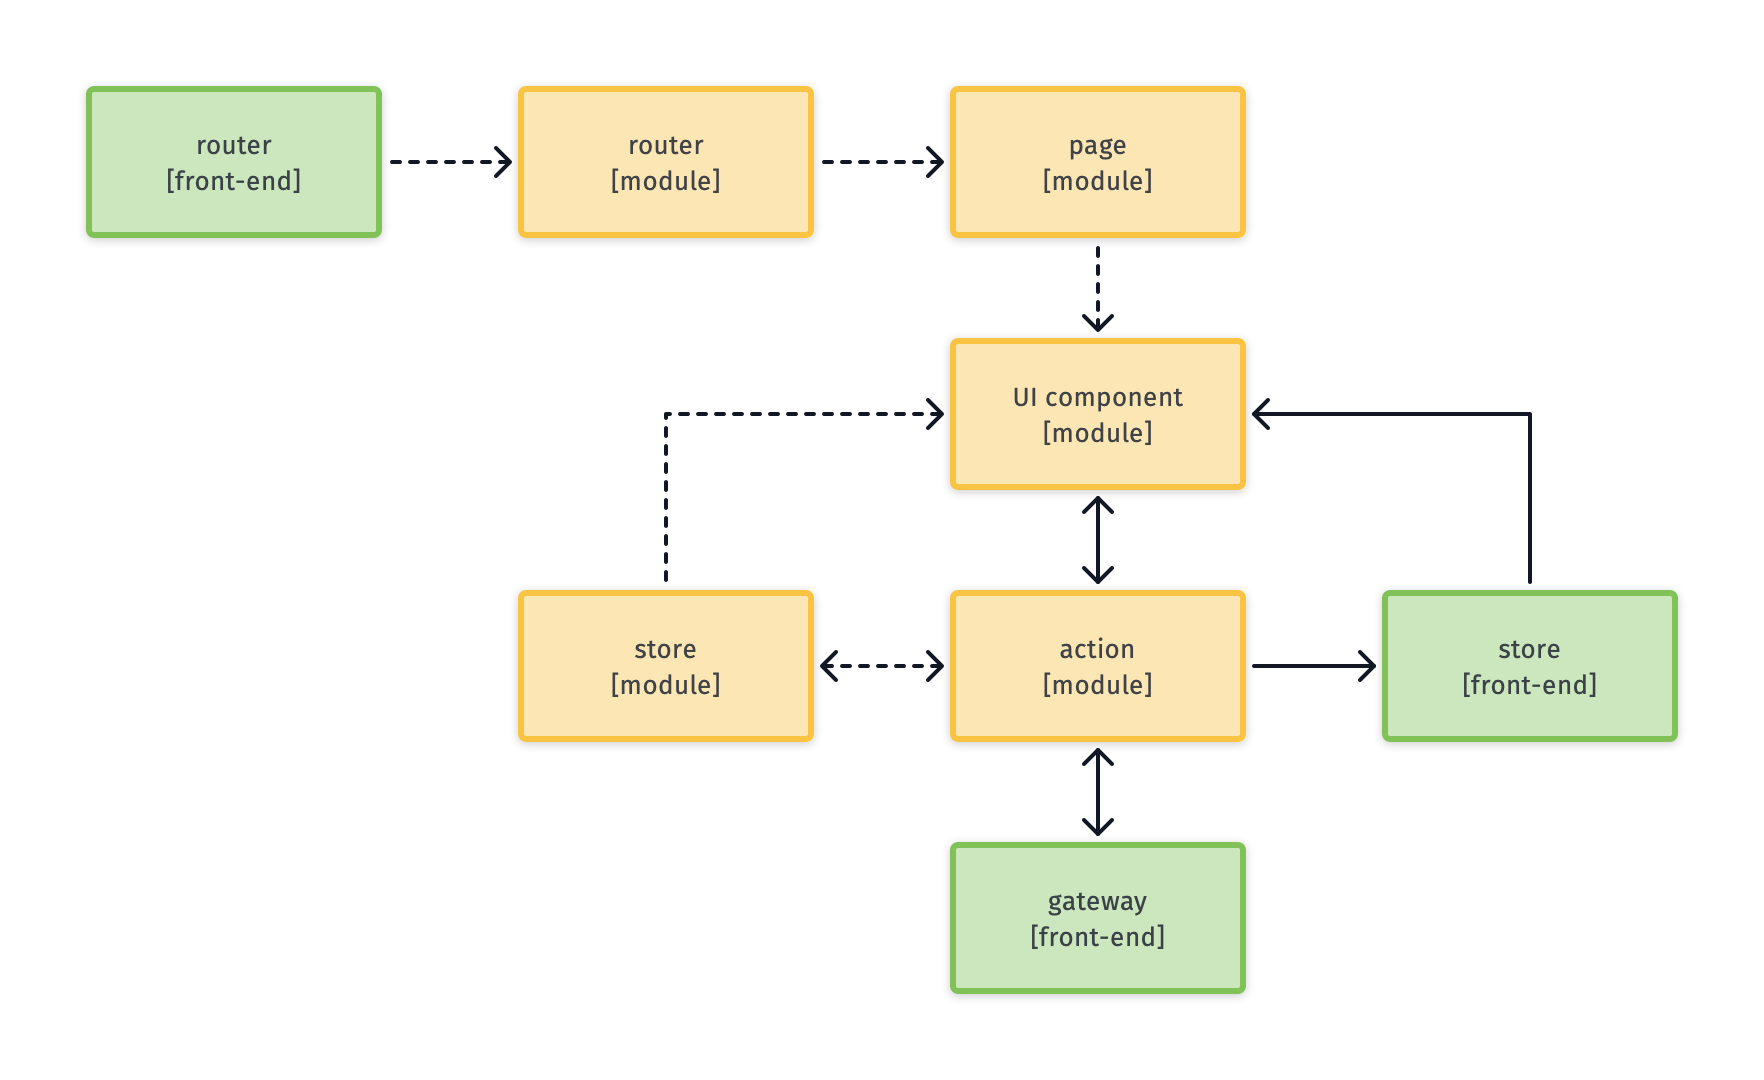 router
[front-end]
router
[module]
page
[module]
UI component
[module]
store
[module]
action
[module]
store
[front-end]
gateway
[front-end]